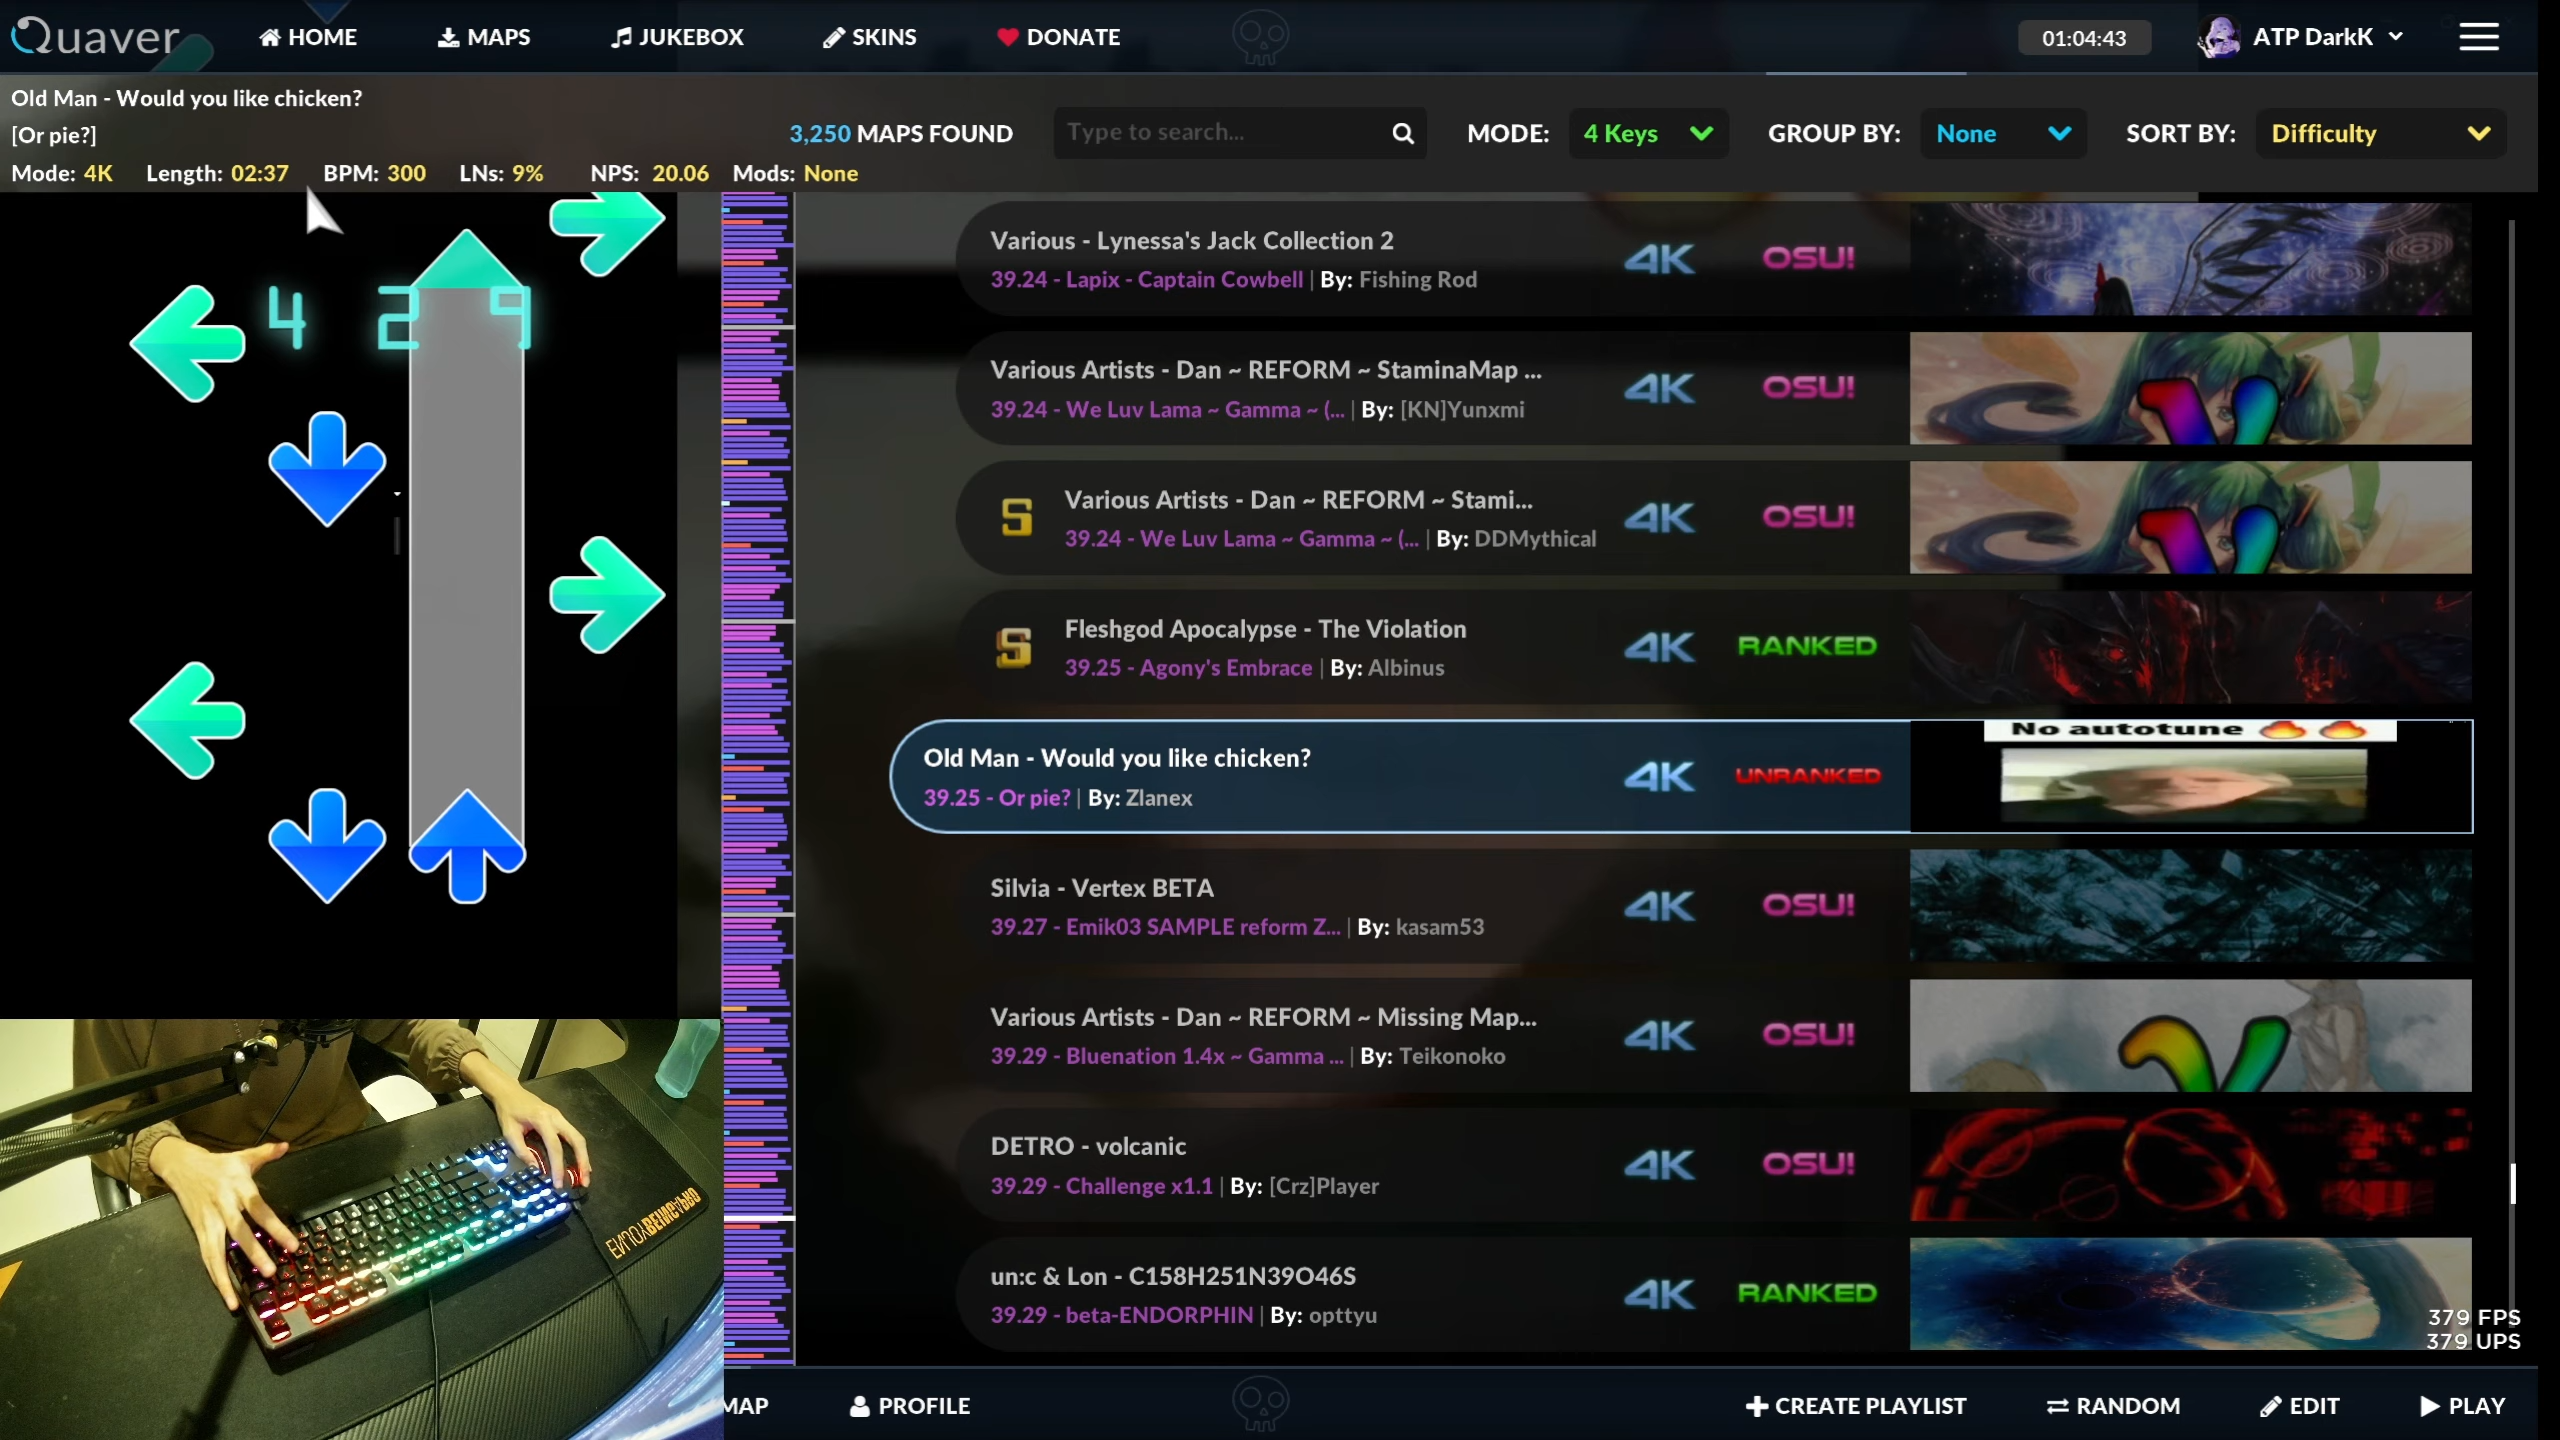 Quaver
HOME
MAPS
JUKEBOX
SKINS
DONATE
01:04:43
ATP DarkK
Old Man - Would you like chicken?
[Or pie?]
Mode: 4K Length: 02:37 BPM: 300 LNs: 9% NPS: 20.06 Mods: None
3,250 MAPS FOUND
Type to search...
MODE: 4 Keys
GROUP BY: None
SORT BY: Difficulty
4 2 9
Various - Lynessa's Jack Collection 2
39.24 - Lapix - Captain Cowbell | By: Fishing Rod
4K OSU!
Various Artists - Dan ~ REFORM ~ StaminaMap ...
39.24 - We Luv Lama ~ Gamma ~ (... | By: [KN]Yunxmi
4K OSU!
S
Various Artists - Dan ~ REFORM ~ Stami...
39.24 - We Luv Lama ~ Gamma ~ (... | By: DDMythical
4K OSU!
S
Fleshgod Apocalypse - The Violation
39.25 - Agony's Embrace | By: Albinus
4K RANKED
Old Man - Would you like chicken?
39.25 - Or pie? | By: Zlanex
4K UNRANKED
No autotune 🔥 🔥
Silvia - Vertex BETA
39.27 - Emik03 SAMPLE reform Z... | By: kasam53
4K OSU!
Various Artists - Dan ~ REFORM ~ Missing Map...
39.29 - Bluenation 1.4x ~ Gamma ... | By: Teikonoko
4K OSU!
DETRO - volcanic
39.29 - Challenge x1.1 | By: [Crz]Player
4K OSU!
un:c & Lon - C158H251N39O46S
39.29 - beta-ENDORPHIN | By: opttyu
4K RANKED
379 FPS
379 UPS
MAP
PROFILE
CREATE PLAYLIST
RANDOM
EDIT
PLAY